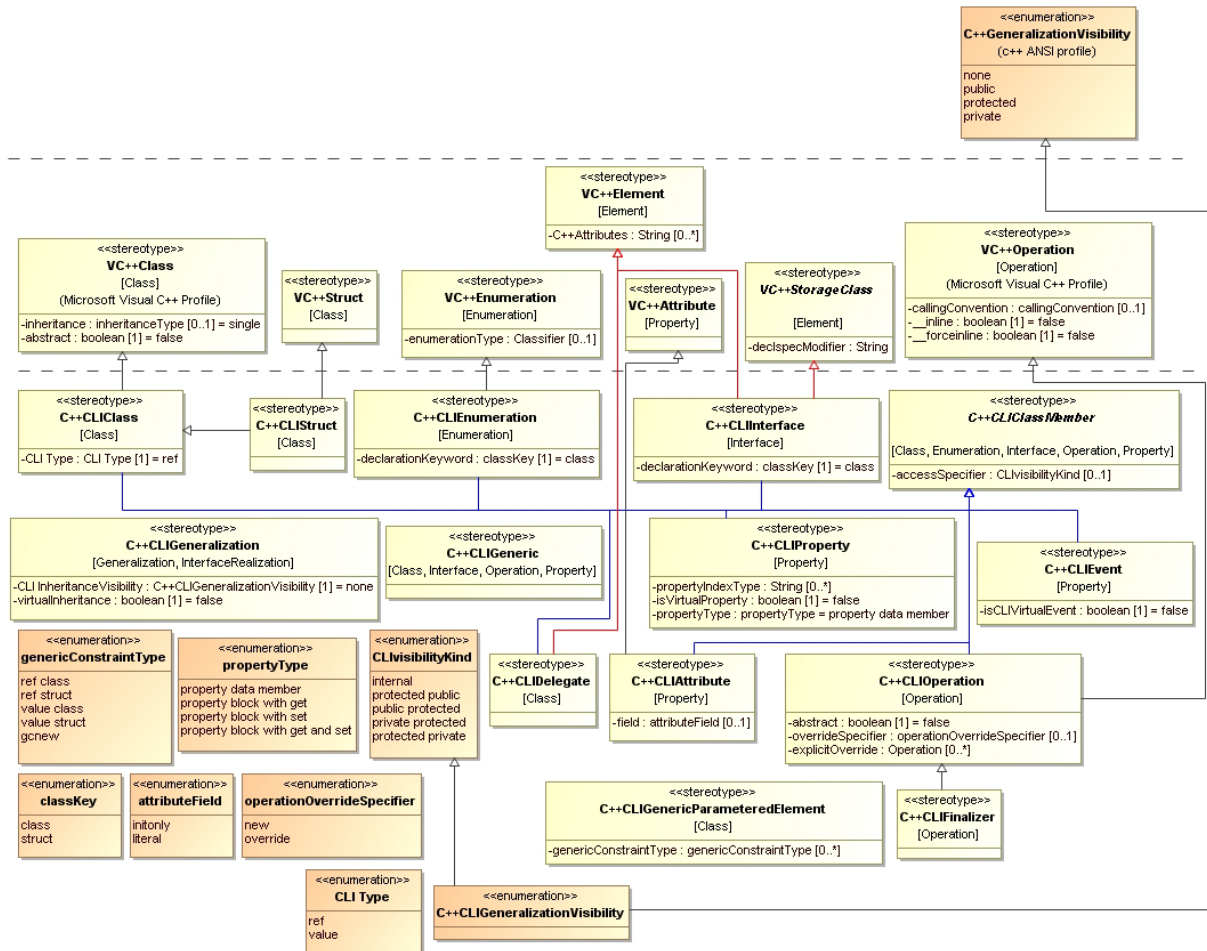 <<enumeration>>
C++GeneralizationVisibility
(c++ ANSI profile)
none
public
protected
private
<<stereotype>>
VC++Element
[Element]
-C++Attributes : String [0..*]
<<stereotype>>
VC++Class
[Class]
(Microsoft Visual C++ Profile)
-inheritance : inheritanceType [0..1] = single
-abstract : boolean [1] = false
<<stereotype>>
VC++Struct
[Class]
<<stereotype>>
VC++Enumeration
[Enumeration]
-enumerationType : Classifier [0..1]
<<stereotype>>
VC++Attribute
[Property]
<<stereotype>>
VC++StorageClass
[Element]
-declspecModifier : String
<<stereotype>>
VC++Operation
[Operation]
(Microsoft Visual C++ Profile)
-callingConvention : callingConvention [0..1]
-__inline : boolean [1] = false
-__forceinline : boolean [1] = false
<<stereotype>>
C++CLIClass
[Class]
-CLI Type : CLI Type [1] = ref
<<stereotype>>
C++CLIStruct
[Class]
<<stereotype>>
C++CLIEnumeration
[Enumeration]
-declarationKeyword : classKey [1] = class
<<stereotype>>
C++CLIInterface
[Interface]
-declarationKeyword : classKey [1] = class
<<stereotype>>
C++CLIClassMember
[Class, Enumeration, Interface, Operation, Property]
-accessSpecifier : CLIvisibilityKind [0..1]
<<stereotype>>
C++CLIGeneralization
[Generalization, InterfaceRealization]
-CLI InheritanceVisibility : C++CLIGeneralizationVisibility [1] = none
-virtualInheritance : boolean [1] = false
<<stereotype>>
C++CLIGeneric
[Class, Interface, Operation, Property]
<<stereotype>>
C++CLIProperty
[Property]
-propertyIndexType : String [0..*]
-isVirtualProperty : boolean [1] = false
-propertyType : propertyType = property data member
<<stereotype>>
C++CLIEvent
[Property]
-isCLIVirtualEvent : boolean [1] = false
<<enumeration>>
genericConstraintType
ref class
ref struct
value class
value struct
gcnew
<<enumeration>>
propertyType
property data member
property block with get
property block with set
property block with get and set
<<enumeration>>
CLIvisibilityKind
internal
protected public
public protected
private protected
protected private
<<stereotype>>
C++CLIDelegate
[Class]
<<stereotype>>
C++CLIAttribute
[Property]
-field : attributeField [0..1]
<<stereotype>>
C++CLIOperation
[Operation]
-abstract : boolean [1] = false
-overrideSpecifier : operationOverrideSpecifier [0..1]
-explicitOverride : Operation [0..*]
<<enumeration>>
classKey
class
struct
<<enumeration>>
attributeField
initonly
literal
<<enumeration>>
operationOverrideSpecifier
new
override
<<stereotype>>
C++CLIGenericParameteredElement
[Class]
-genericConstraintType : genericConstraintType [0..*]
<<stereotype>>
C++CLIFinalizer
[Operation]
<<enumeration>>
CLI Type
ref
value
<<enumeration>>
C++CLIGeneralizationVisibility